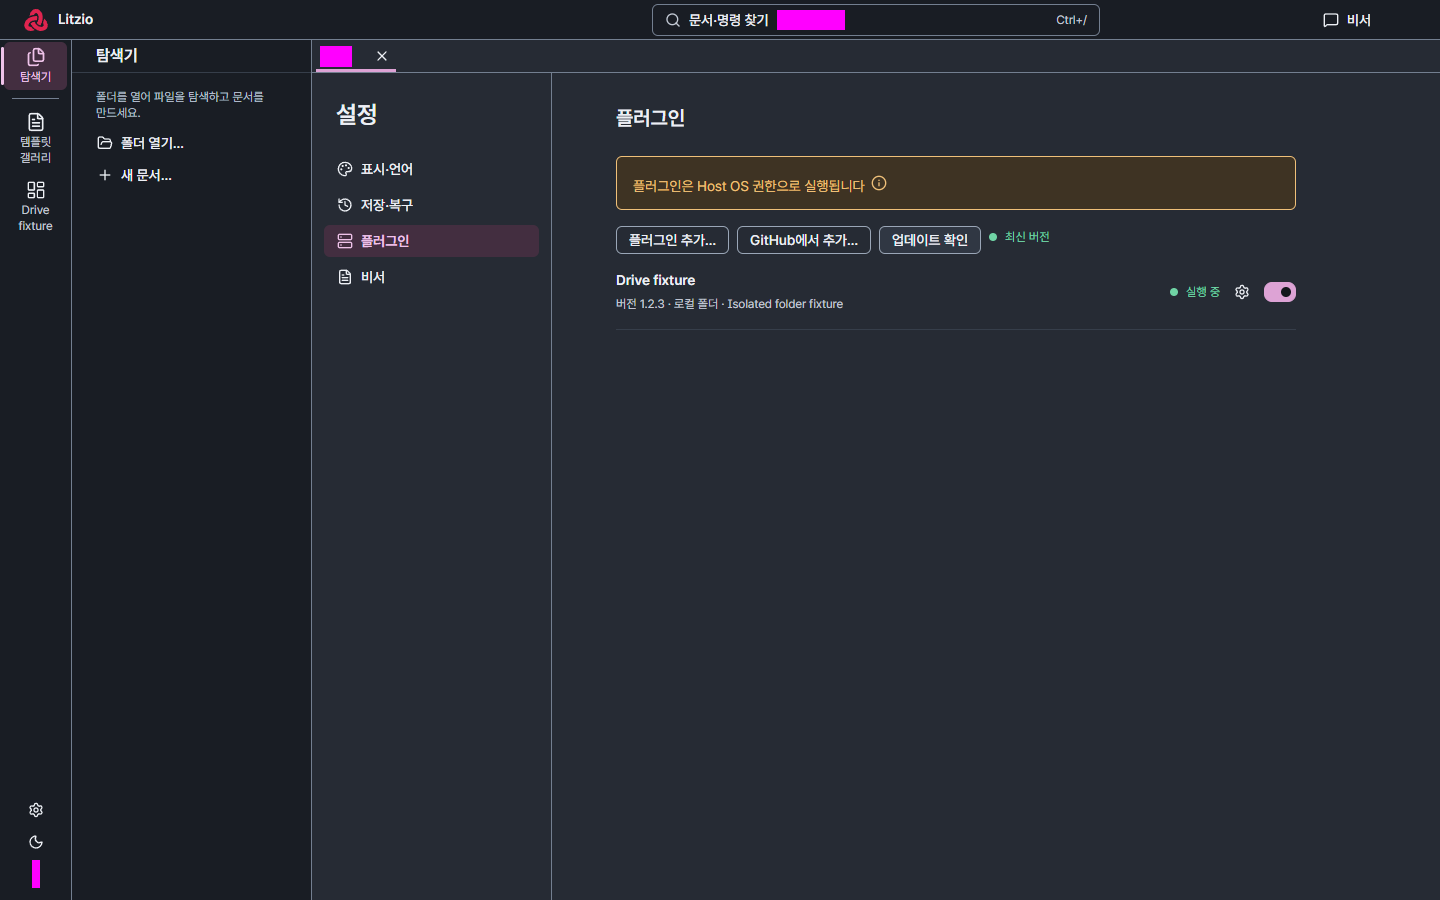 Litzio
문서·명령 찾기
Ctrl+/
비서
탐색기
템플릿
갤러리
Drive
fixture
탐색기
폴더를 열어 파일을 탐색하고 문서를
만드세요.
폴더 열기...
새 문서...
설정
표시·언어
저장·복구
플러그인
비서
플러그인
플러그인은 Host OS 권한으로 실행됩니다
플러그인 추가...
GitHub에서 추가...
업데이트 확인
최신 버전
Drive fixture
버전 1.2.3 · 로컬 폴더 · Isolated folder fixture
실행 중